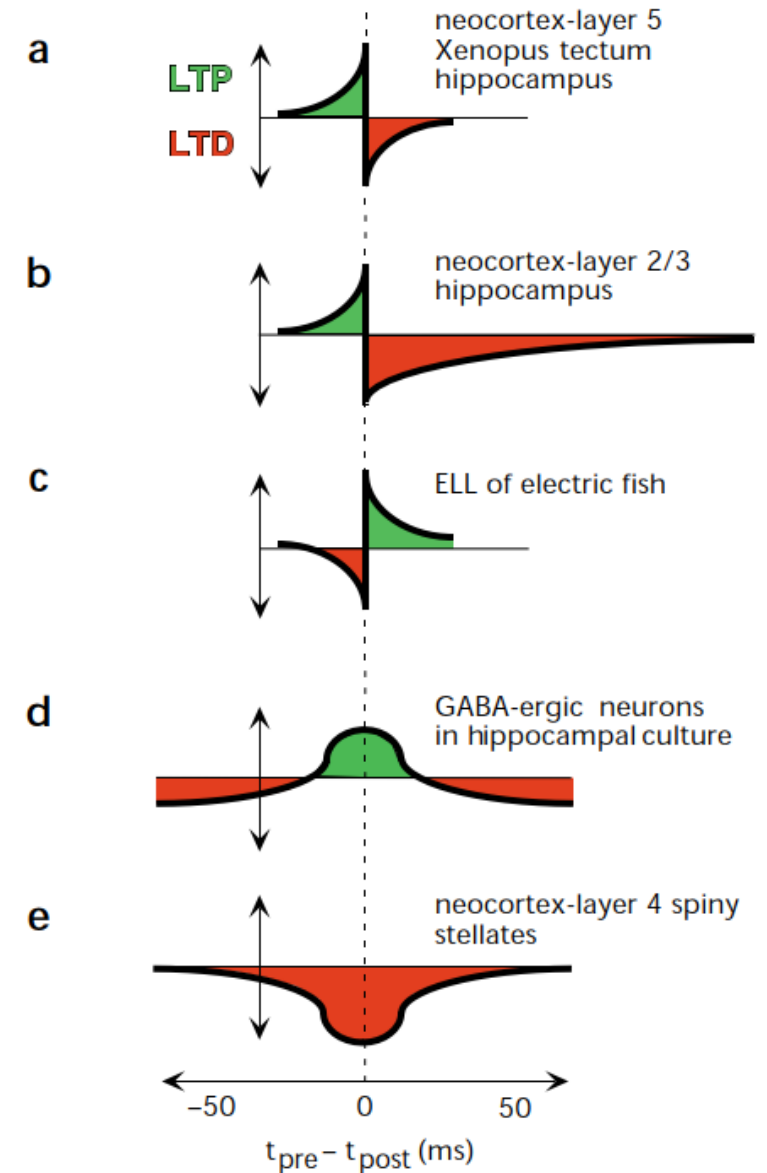 a
neocortex-layer 5
Xenopus tectum
hippocampus
LTP
LTD
b
neocortex-layer 2/3
hippocampus
c
ELL of electric fish
d
GABA-ergic neurons
in hippocampal culture
e
neocortex-layer 4 spiny
stellates
–50 0 50
tpre – tpost (ms)